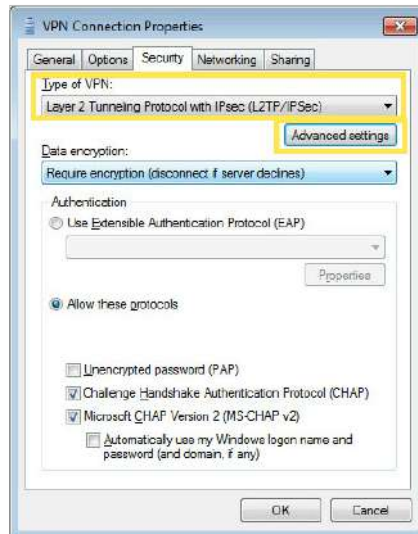 VPN Connection Properties
General Options Security Networking Sharing
Type of VPN:
Layer 2 Tunneling Protocol with IPsec (L2TP/IPSec)
Advanced settings
Data encryption:
Require encryption (disconnect if server declines)
Authentication
Use Extensible Authentication Protocol (EAP)
Properties
Allow these protocols
Unencrypted password (PAP)
Challenge Handshake Authentication Protocol (CHAP)
Microsoft CHAP Version 2 (MS-CHAP v2)
Automatically use my Windows logon name and
password (and domain, if any)
OK Cancel